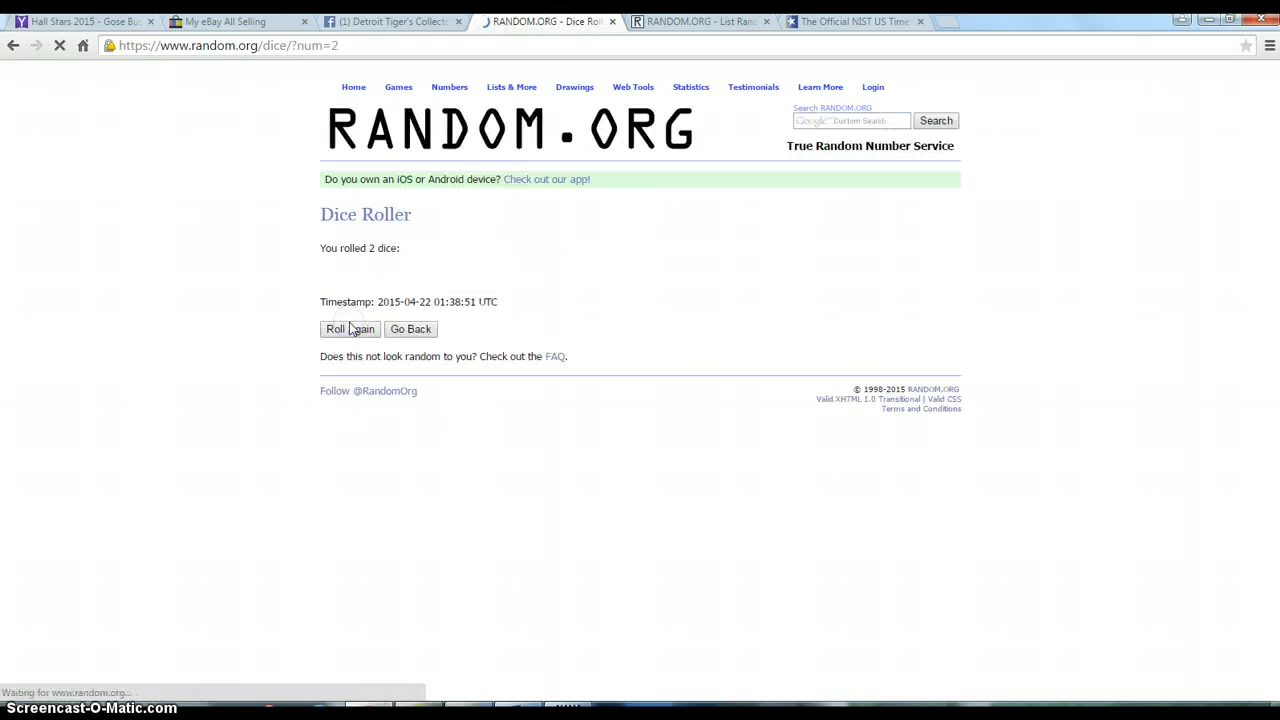 Hall Stars 2015 - Gose Bu
My eBay All Selling
(1) Detroit Tiger's Collecto
RANDOM.ORG - Dice Rol
RANDOM.ORG - List Ran
The Official NIST US Time
https://www.random.org/dice/?num=2
Home Games Numbers Lists & More Drawings Web Tools Statistics Testimonials Learn More Login
RANDOM.ORG
Search RANDOM.ORG
Google™ Custom Search
Search
True Random Number Service
Do you own an iOS or Android device? Check out our app!
Dice Roller
You rolled 2 dice:
Timestamp: 2015-04-22 01:38:51 UTC
Roll Again Go Back
Does this not look random to you? Check out the FAQ.
Follow @RandomOrg
© 1998-2015 RANDOM.ORG
Valid XHTML 1.0 Transitional | Valid CSS
Terms and Conditions
Waiting for www.random.org...
Screencast-O-Matic.com